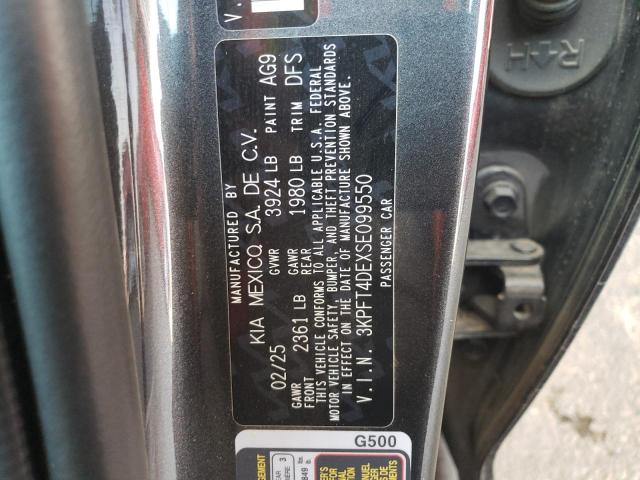 MANUFACTURED BY
KIA MEXICO, S.A. DE C.V.
02/25 GVWR 3924 LB PAINT AG9
GAWR FRONT 2361 LB GAWR REAR 1980 LB TRIM DFS
THIS VEHICLE CONFORMS TO ALL APPLICABLE U.S.A. FEDERAL
MOTOR VEHICLE SAFETY, BUMPER, AND THEFT PREVENTION STANDARDS
IN EFFECT ON THE DATE OF MANUFACTURE SHOWN ABOVE.
V.I.N. 3KPFT4DEXSE099550
PASSENGER CAR
G500
V.
R H
3